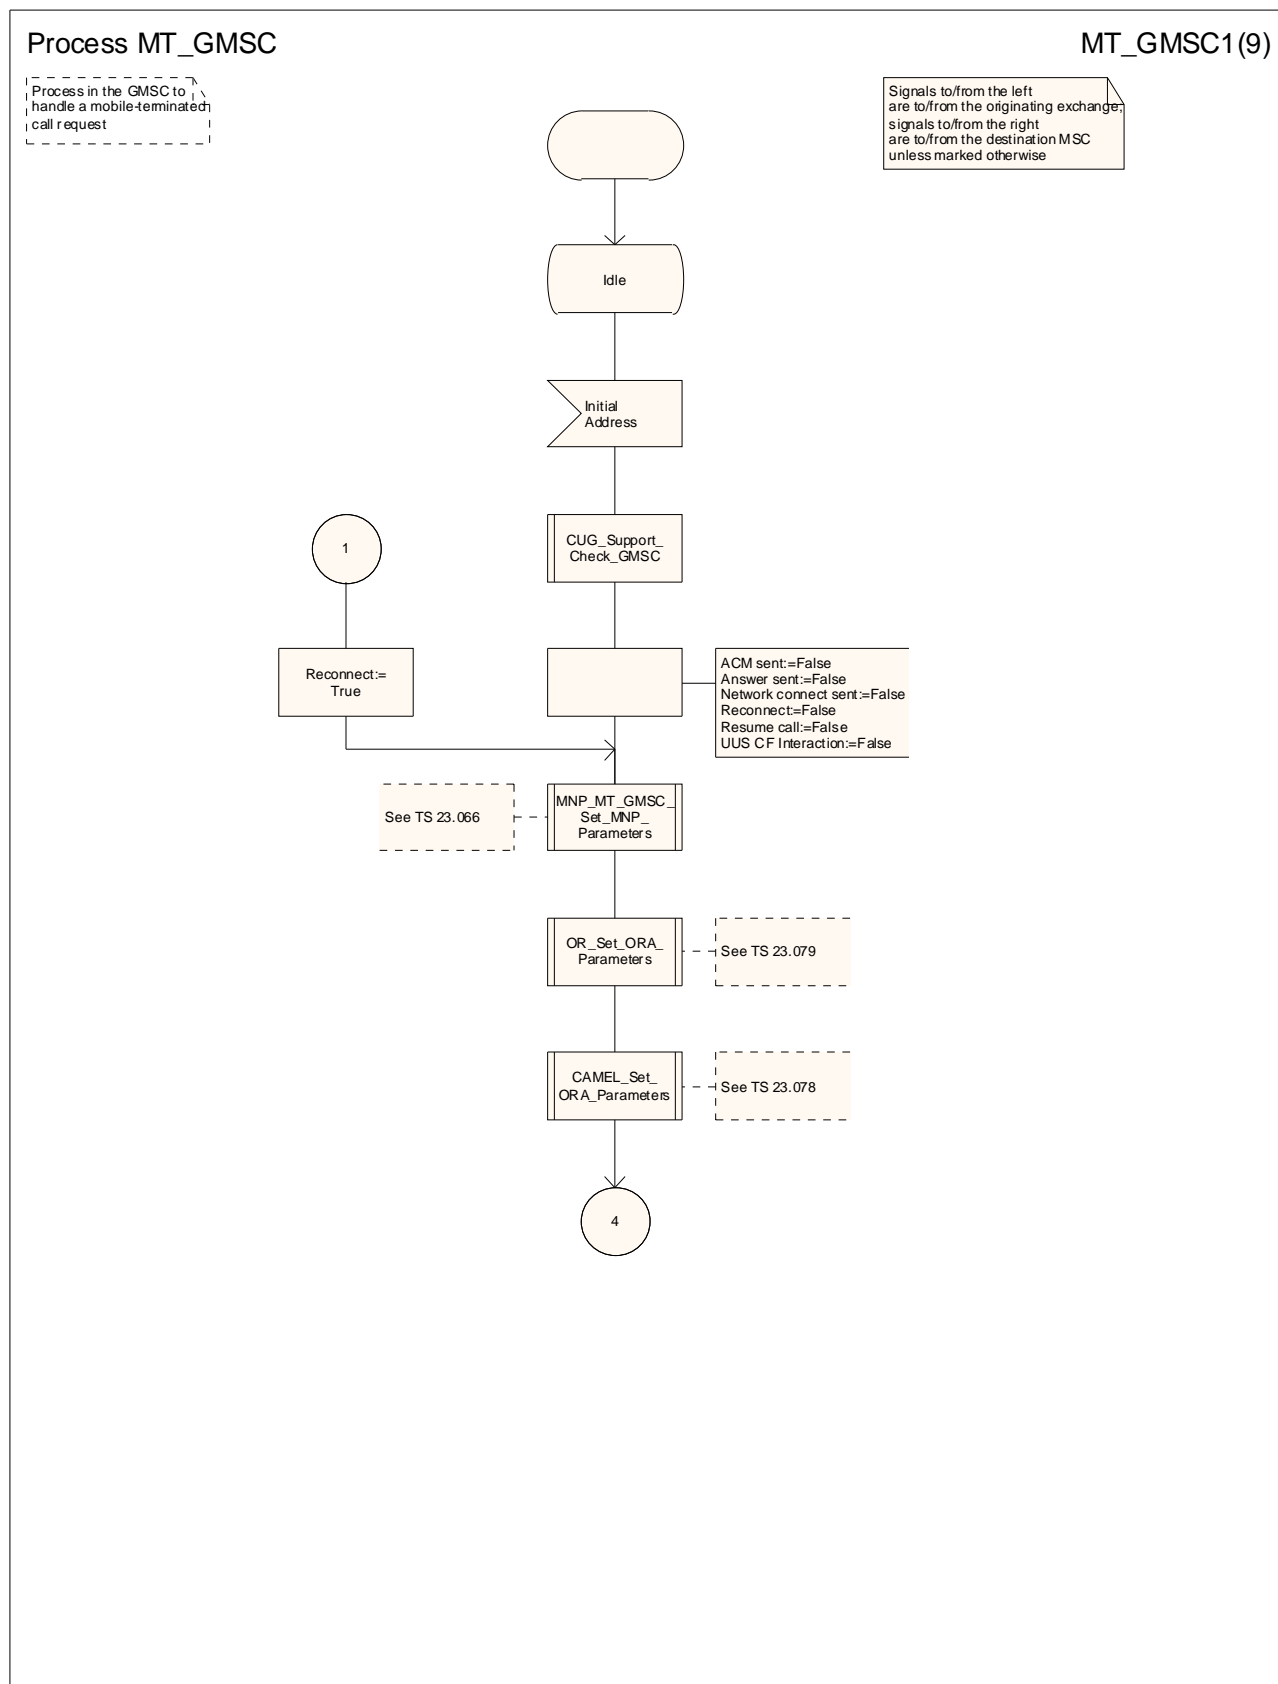 Process MT_GMSC
MT_GMSC1(9)
Process in the GMSC to
handle a mobile-terminated
call request
Signals to/from the left
are to/from the originating exchange;
signals to/from the right
are to/from the destination MSC
unless marked otherwise
Idle
Initial
Address
CUG_Support_
Check_GMSC
1
Reconnect:=
True
ACM sent:=False
Answer sent:=False
Network connect sent:=False
Reconnect:=False
Resume call:=False
UUS CF Interaction:=False
See TS 23.066
MNP_MT_GMSC_
Set_MNP_
Parameters
OR_Set_ORA_
Parameters
See TS 23.079
CAMEL_Set_
ORA_Parameters
See TS 23.078
4